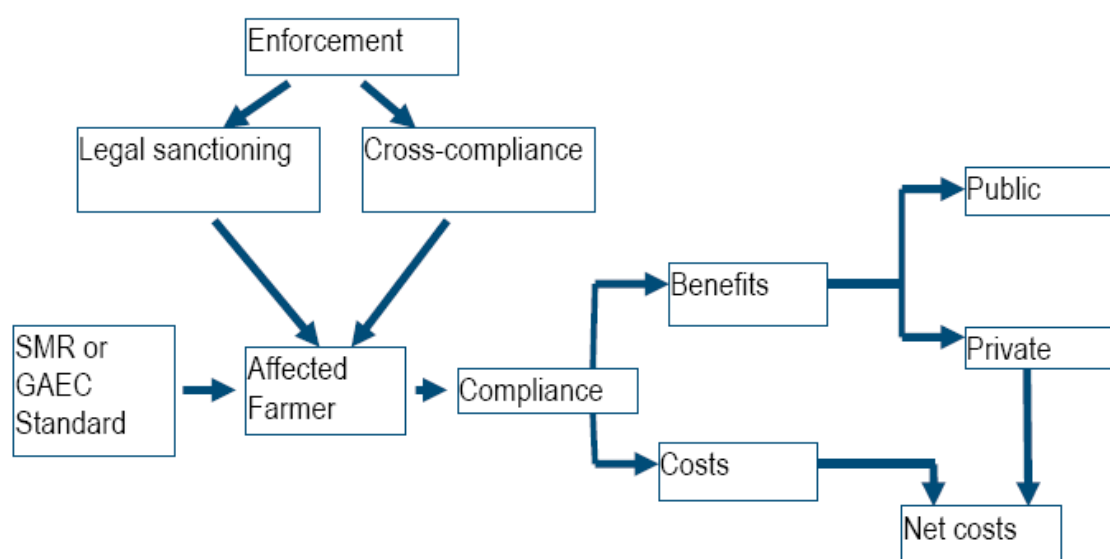 Enforcement
Legal sanctioning
Cross-compliance
Public
Benefits
SMR or
GAEC
Standard
Affected
Farmer
Compliance
Private
Costs
Net costs